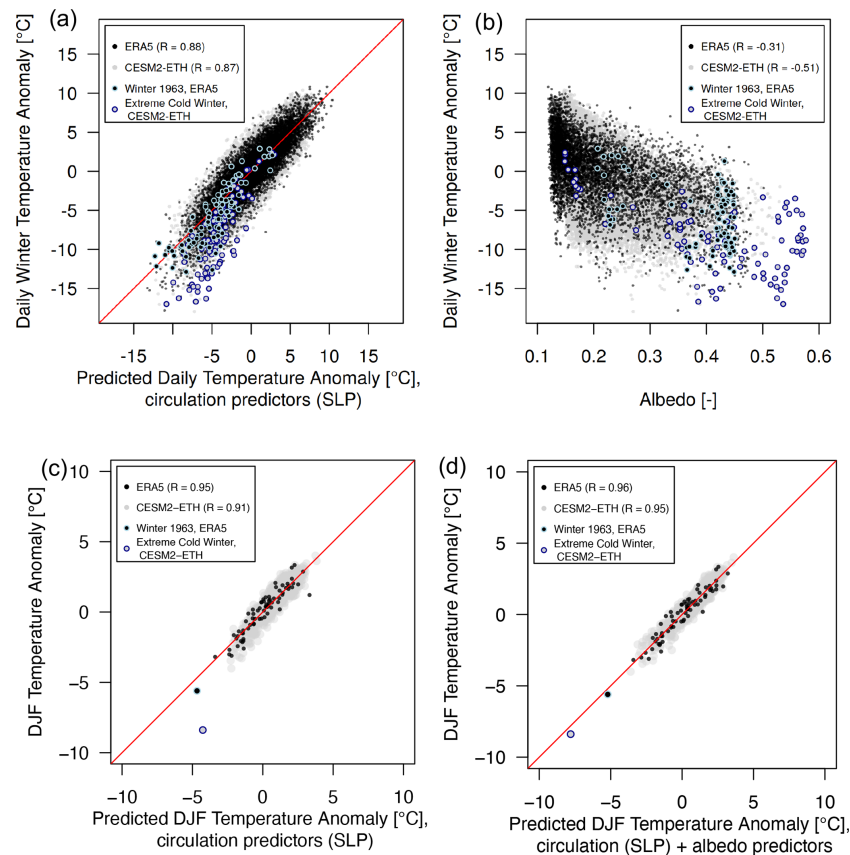 (a)
Daily Winter Temperature Anomaly [°C]
15
10
5
0
-5
-10
-15
ERA5 (R = 0.88)
CESM2-ETH (R = 0.87)
Winter 1963, ERA5
Extreme Cold Winter,
CESM2-ETH
-15 -10 -5 0 5 10 15
Predicted Daily Temperature Anomaly [°C],
circulation predictors (SLP)
(b)
Daily Winter Temperature Anomaly [°C]
15
10
5
0
-5
-10
-15
ERA5 (R = -0.31)
CESM2-ETH (R = -0.51)
Winter 1963, ERA5
Extreme Cold Winter,
CESM2-ETH
0.1 0.2 0.3 0.4 0.5 0.6
Albedo [-]
(c)
DJF Temperature Anomaly [°C]
10
5
0
−5
−10
ERA5 (R = 0.95)
CESM2−ETH (R = 0.91)
Winter 1963, ERA5
Extreme Cold Winter,
CESM2−ETH
−10 −5 0 5 10
Predicted DJF Temperature Anomaly [°C],
circulation predictors (SLP)
(d)
DJF Temperature Anomaly [°C]
10
5
0
−5
−10
ERA5 (R = 0.96)
CESM2−ETH (R = 0.95)
Winter 1963, ERA5
Extreme Cold Winter,
CESM2−ETH
−10 −5 0 5 10
Predicted DJF Temperature Anomaly [°C],
circulation (SLP) + albedo predictors